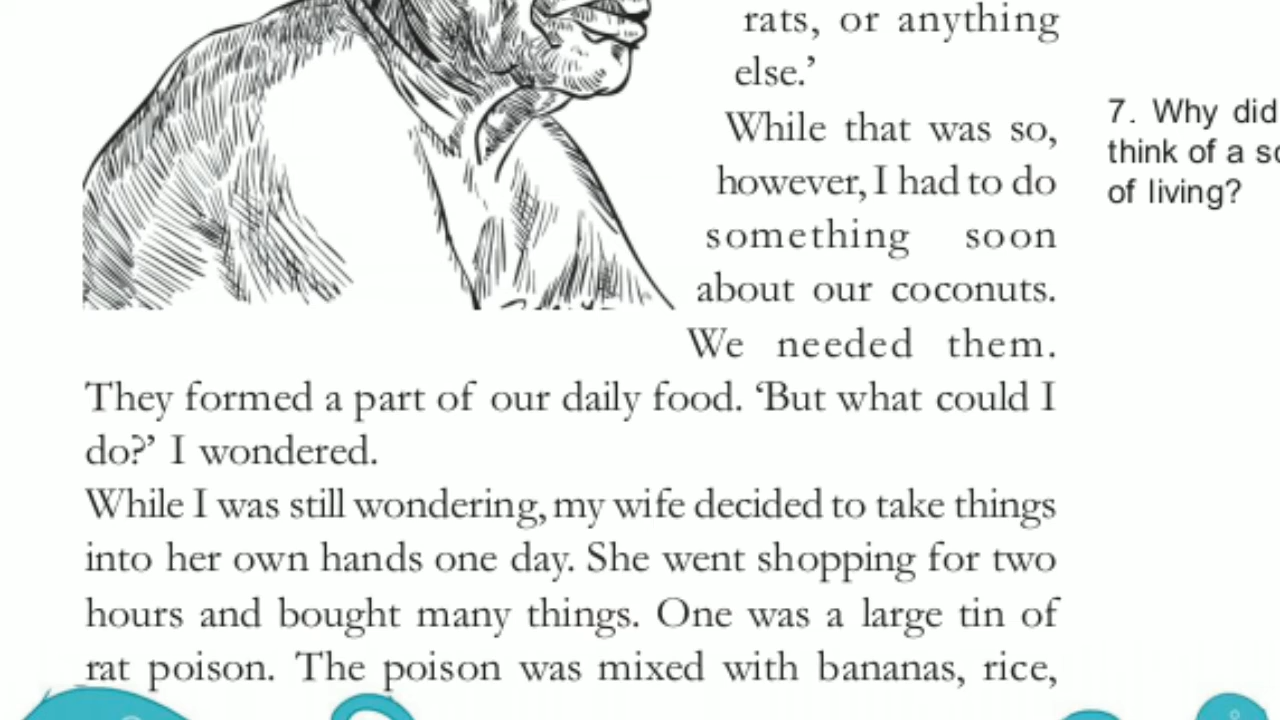 rats, or anything
else.’
While that was so,
however, I had to do
something soon
about our coconuts.
We needed them.
They formed a part of our daily food. ‘But what could I
do?’ I wondered.
While I was still wondering, my wife decided to take things
into her own hands one day. She went shopping for two
hours and bought many things. One was a large tin of
rat poison. The poison was mixed with bananas, rice,
7. Why did
think of a
of living?